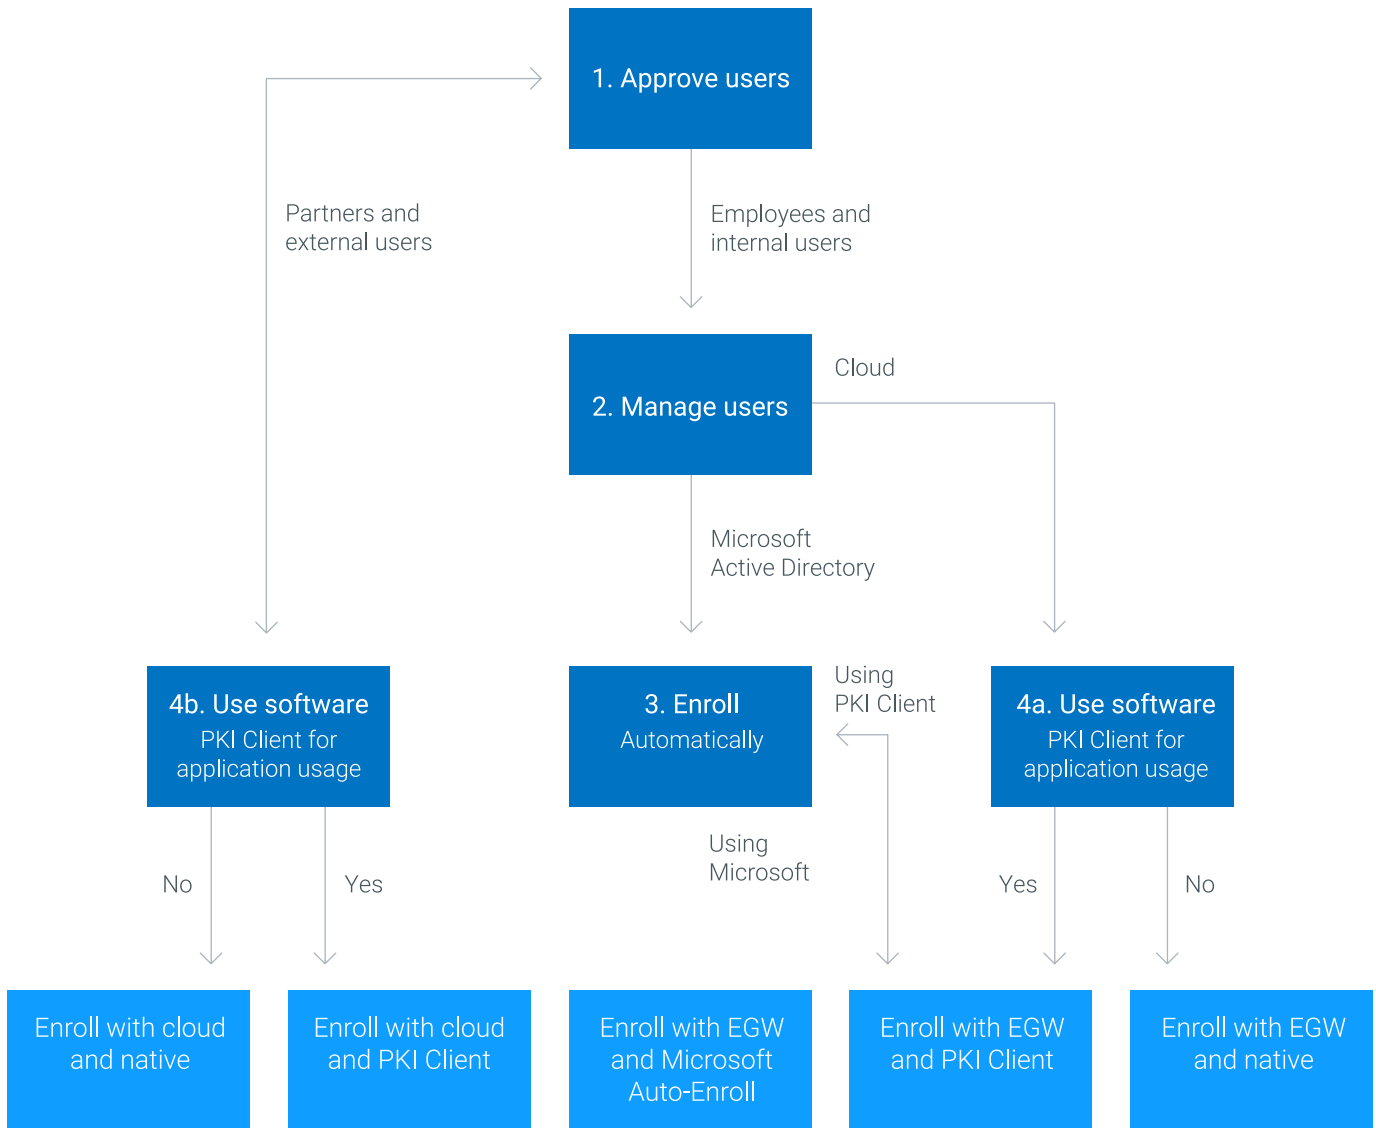 1. Approve users
Partners and
external users
Employees and
internal users
2. Manage users
Cloud
Microsoft
Active Directory
4b. Use software
PKI Client for
application usage
3. Enroll
Automatically
Using
PKI Client
4a. Use software
PKI Client for
application usage
No
Yes
Using
Microsoft
Yes
No
Enroll with cloud
and native
Enroll with cloud
and PKI Client
Enroll with EGW
and Microsoft
Auto-Enroll
Enroll with EGW
and PKI Client
Enroll with EGW
and native